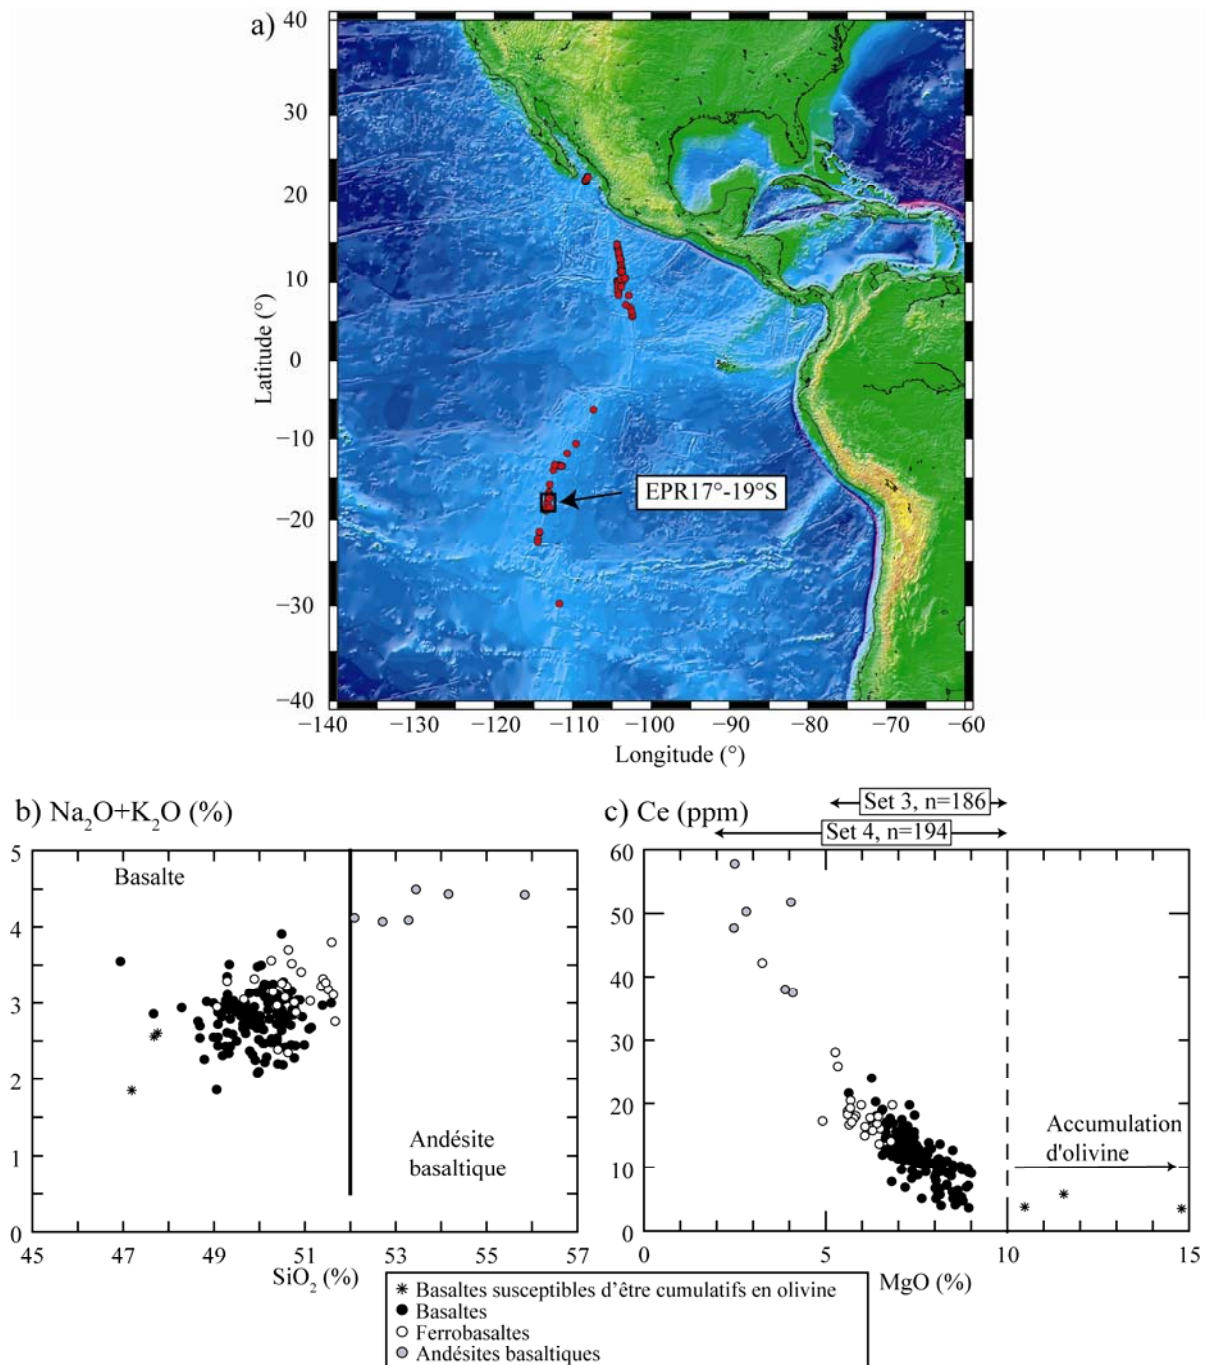 a)
40
30
20
10
0
−10
−20
−30
−40
Latitude (°)
EPR17°-19°S
−140 −130 −120 −110 −100 −90 −80 −70 −60
Longitude (°)
b) Na₂O+K₂O (%)
5
4
3
2
1
0
Basalte
Andésite
basaltique
45 47 49 51 53 55 57
SiO₂ (%)
c) Ce (ppm)
Set 3, n=186
Set 4, n=194
60
50
40
30
20
10
0
Accumulation
d'olivine
0 5 10 15
MgO (%)
Basaltes susceptibles d’être cumulatifs en olivine
Basaltes
Ferrobasaltes
Andésites basaltiques